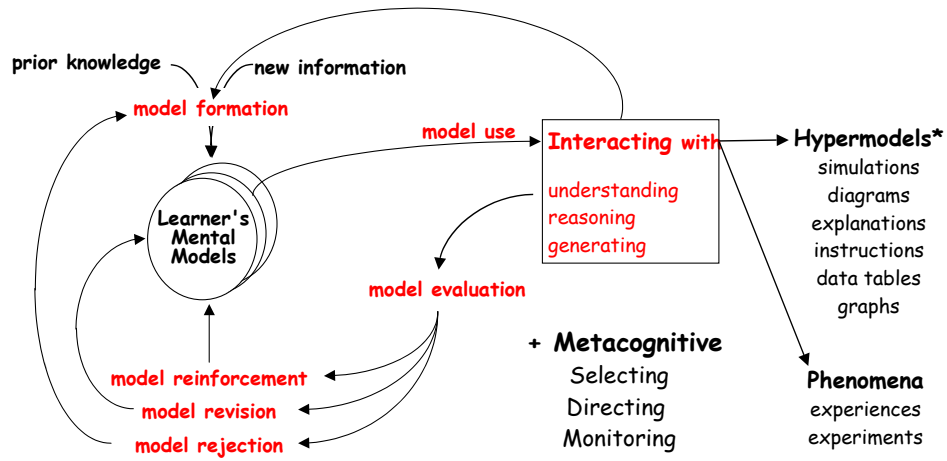 prior knowledge
new information
model formation
model use
Learner's
Mental
Models
Interacting with
understanding
reasoning
generating
Hypermodels*
simulations
diagrams
explanations
instructions
data tables
graphs
model evaluation
+ Metacognitive
Selecting
Directing
Monitoring
Phenomena
experiences
experiments
model reinforcement
model revision
model rejection